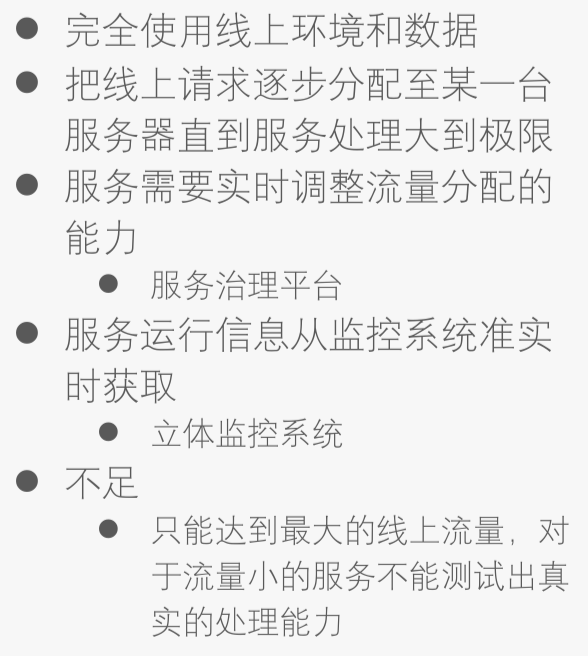 ● 完全使用线上环境和数据
● 把线上请求逐步分配至某一台
服务器直到服务处理大到极限
● 服务需要实时调整流量分配的
能力
● 服务治理平台
● 服务运行信息从监控系统准实
时获取
● 立体监控系统
● 不足
● 只能达到最大的线上流量，对
于流量小的服务不能测试出真
实的处理能力